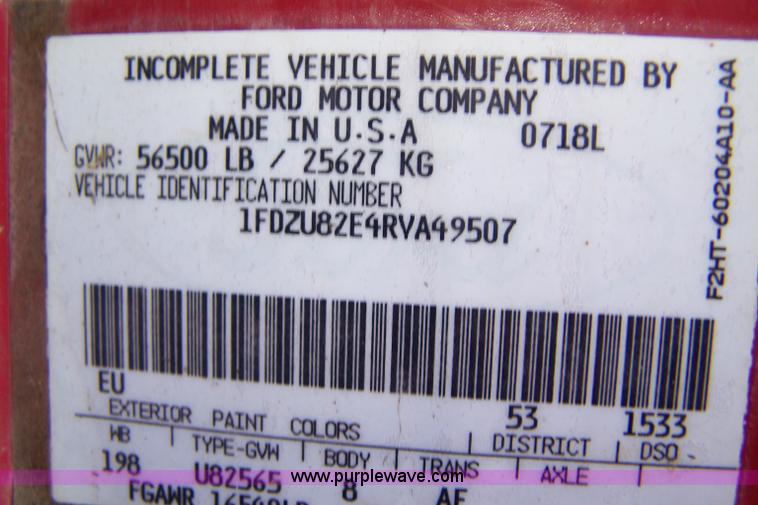 INCOMPLETE VEHICLE MANUFACTURED BY
FORD MOTOR COMPANY
MADE IN U.S.A 0718L
GVWR: 56500 LB / 25627 KG
VEHICLE IDENTIFICATION NUMBER
1FDZU82E4RVA49507
F2HT-60204A10-AA
EU 53 1533
EXTERIOR PAINT COLORS DISTRICT DSO
WB TYPE-GVW BODY TRANS AXLE
198 U82565 8 AF
www.purplewave.com
FGAWR